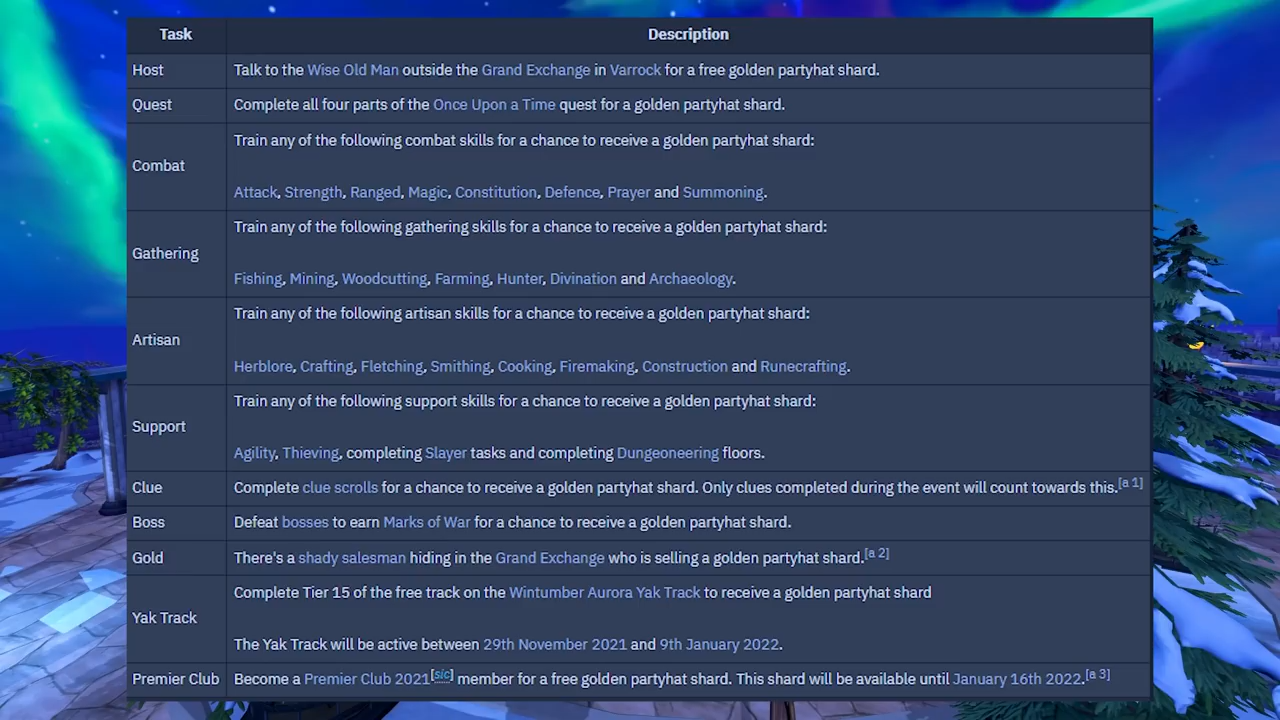 Task Description
Host Talk to the Wise Old Man outside the Grand Exchange in Varrock for a free golden partyhat shard.
Quest Complete all four parts of the Once Upon a Time quest for a golden partyhat shard.
Train any of the following combat skills for a chance to receive a golden partyhat shard:
Combat
Attack, Strength, Ranged, Magic, Constitution, Defence, Prayer and Summoning.
Train any of the following gathering skills for a chance to receive a golden partyhat shard:
Gathering
Fishing, Mining, Woodcutting, Farming, Hunter, Divination and Archaeology.
Train any of the following artisan skills for a chance to receive a golden partyhat shard:
Artisan
Herblore, Crafting, Fletching, Smithing, Cooking, Firemaking, Construction and Runecrafting.
Train any of the following support skills for a chance to receive a golden partyhat shard:
Support
Agility, Thieving, completing Slayer tasks and completing Dungeoneering floors.
Clue Complete clue scrolls for a chance to receive a golden partyhat shard. Only clues completed during the event will count towards this.[a 1]
Boss Defeat bosses to earn Marks of War for a chance to receive a golden partyhat shard.
Gold There's a shady salesman hiding in the Grand Exchange who is selling a golden partyhat shard.[a 2]
Complete Tier 15 of the free track on the Wintumber Aurora Yak Track to receive a golden partyhat shard
Yak Track
The Yak Track will be active between 29th November 2021 and 9th January 2022.
Premier Club Become a Premier Club 2021[sic] member for a free golden partyhat shard. This shard will be available until January 16th 2022.[a 3]